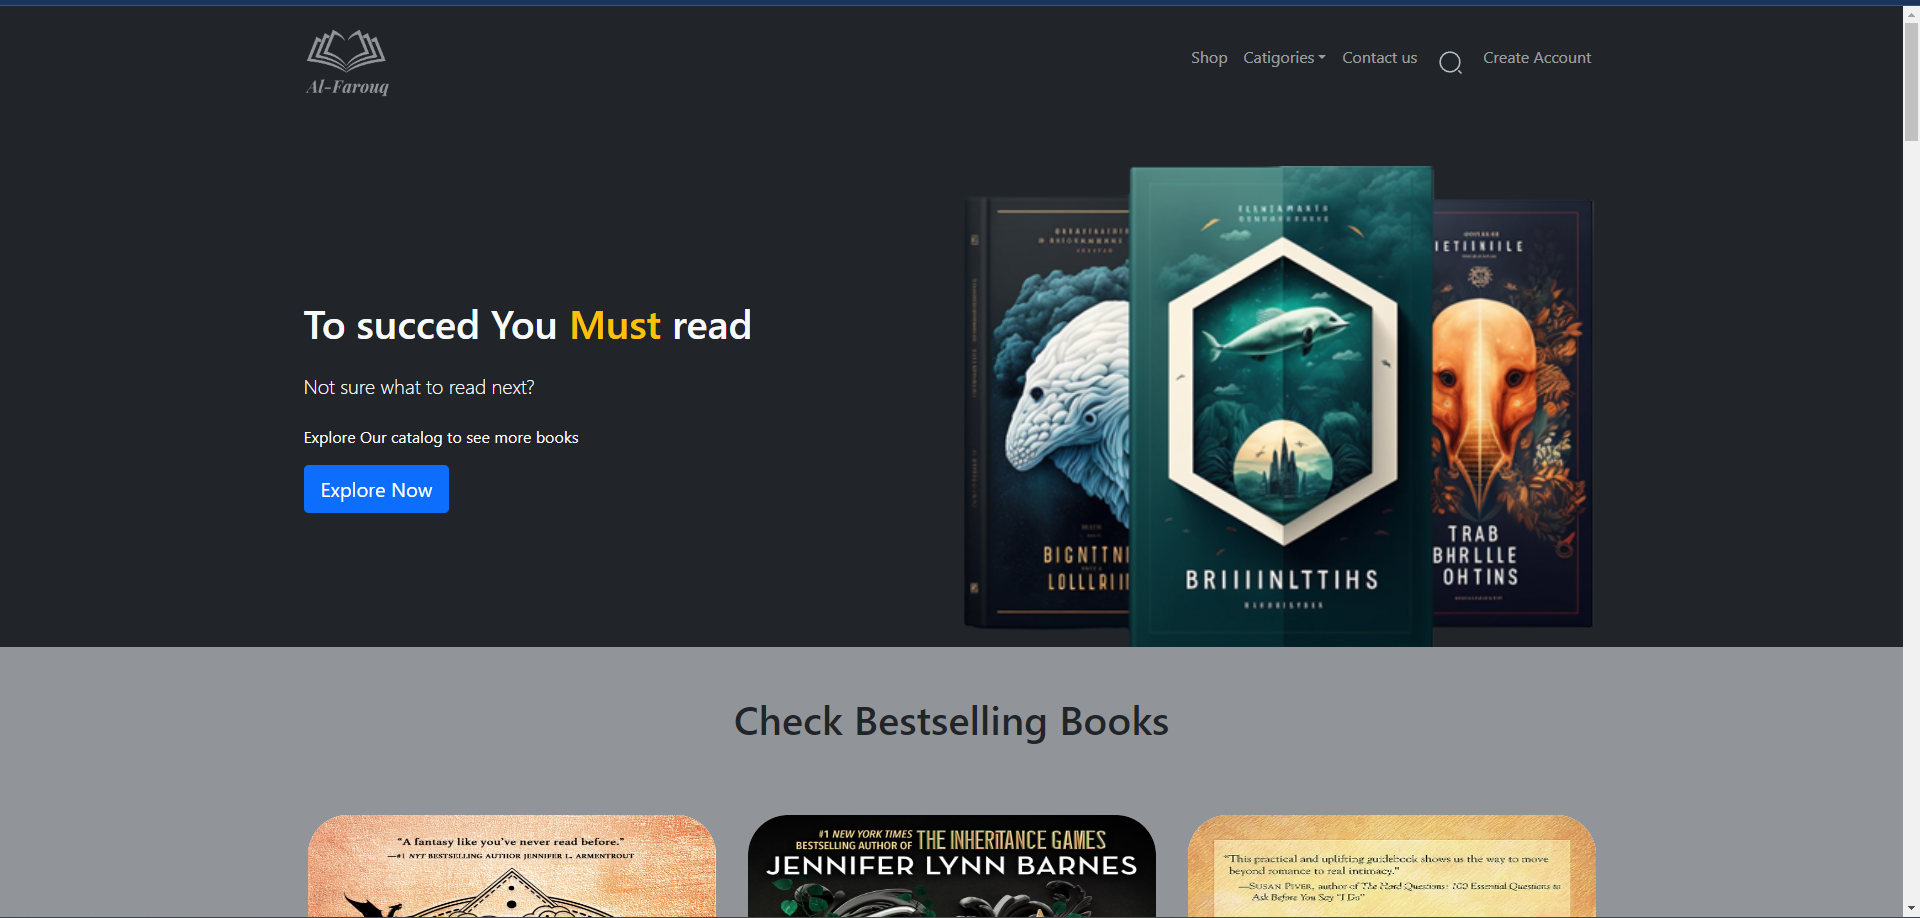 Al-Farouq
Shop Catigories Contact us Create Account
To succed You Must read
Not sure what to read next?
Explore Our catalog to see more books
Explore Now
BRIIIINLTTIHS
TRAB
BHRLLLE
OHTINS
Check Bestselling Books
“A fantasy like you’ve never read before.”
—#1 NYT BESTSELLING AUTHOR JENNIFER L. ARMENTROUT
#1 NEW YORK TIMES
BESTSELLING AUTHOR OF THE INHERITANCE GAMES
JENNIFER LYNN BARNES
“This practical and uplifting guidebook shows us the way to move
beyond romance to real intimacy.”
—SUSAN PIVER, author of The Hard Questions: 100 Essential Questions to
Ask Before You Say “I Do”